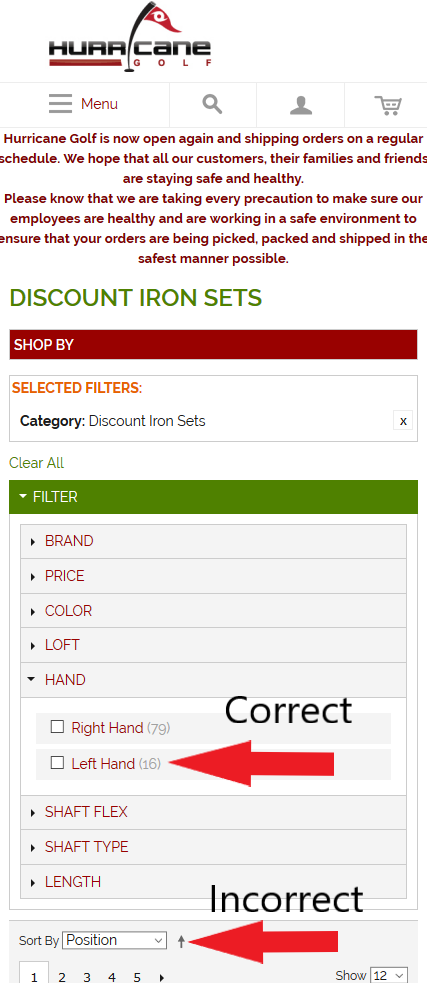 HURRICANE
GOLF
Menu
Hurricane Golf is now open again and shipping orders on a regular
schedule. We hope that all our customers, their families and friends
are staying safe and healthy.
Please know that we are taking every precaution to make sure our
employees are healthy and are working in a safe environment to
ensure that your orders are being picked, packed and shipped in the
safest manner possible.
DISCOUNT IRON SETS
SHOP BY
SELECTED FILTERS:
Category: Discount Iron Sets x
Clear All
FILTER
BRAND
PRICE
COLOR
LOFT
HAND
Correct
Right Hand (79)
Left Hand (16)
SHAFT FLEX
SHAFT TYPE
LENGTH
Incorrect
Sort By Position
1 2 3 4 5 Show 12